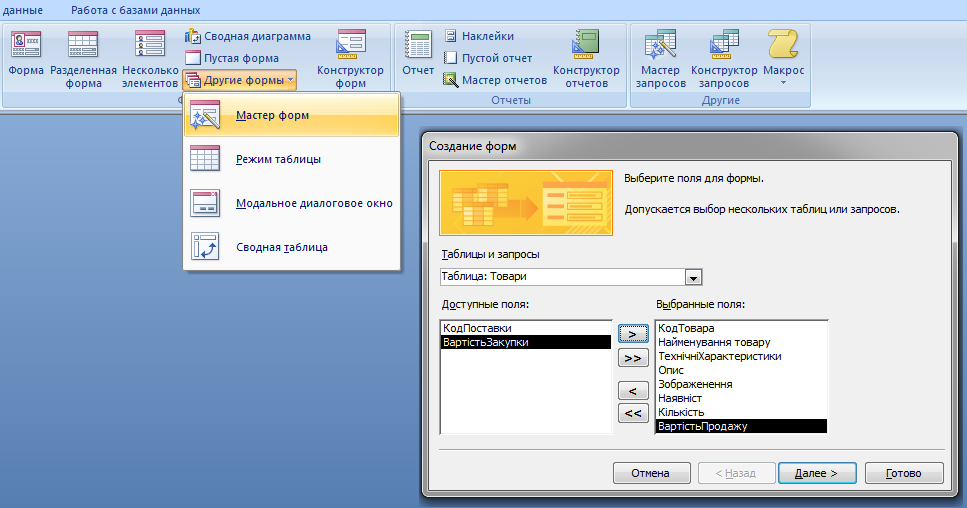 данные
Работа с базами данных
Форма
Разделенная форма
Несколько элементов
Сводная диаграмма
Пустая форма
Другие формы
Конструктор форм
Отчет
Наклейки
Пустой отчет
Мастер отчетов
Конструктор отчетов
Мастер запросов
Конструктор запросов
Макрос
Отчеты
Другие
Мастер форм
Режим таблицы
Модальное диалоговое окно
Сводная таблица
Создание форм
Выберите поля для формы.
Допускается выбор нескольких таблиц или запросов.
Таблицы и запросы
Таблица: Товари
Доступные поля:
КодПоставки
ВартістьЗакупки
>
>>
<
<<
Выбранные поля:
КодТовара
Найменування товару
ТехнічніХарактеристики
Опис
Зображенення
Наявніст
Кількість
ВартістьПродажу
Отмена
< Назад
Далее >
Готово